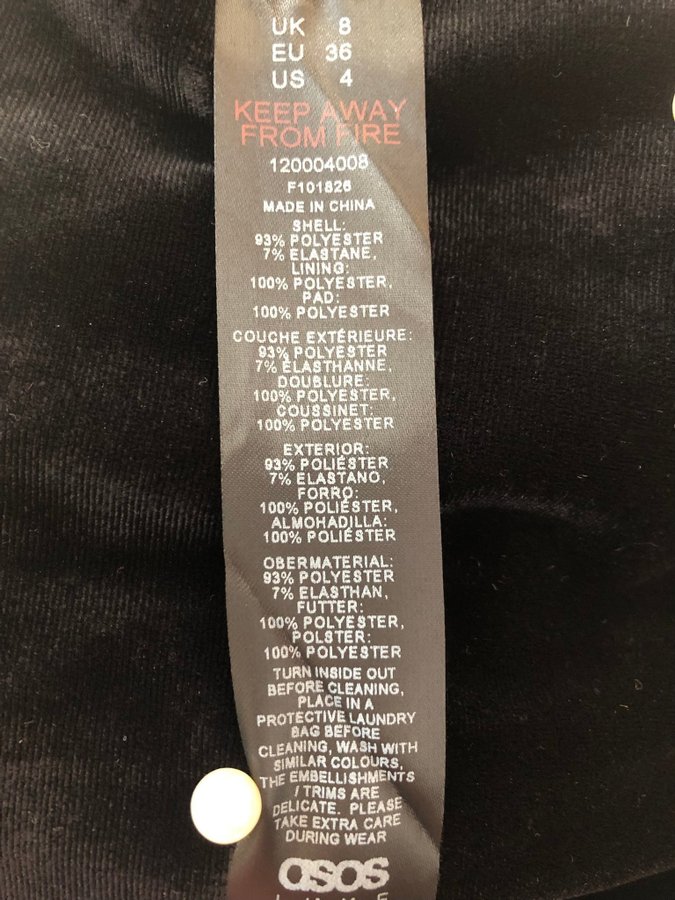 UK 8
EU 36
US 4
KEEP AWAY
FROM FIRE
120004008
F101826
MADE IN CHINA
SHELL:
93% POLYESTER
7% ELASTANE,
LINING:
100% POLYESTER,
PAD:
100% POLYESTER
COUCHE EXTÉRIEURE:
93% POLYESTER
7% ÉLASTHANNE,
DOUBLURE:
100% POLYESTER,
COUSSINET:
100% POLYESTER
EXTERIOR:
93% POLIÉSTER
7% ELASTANO,
FORRO:
100% POLIÉSTER,
ALMOHADILLA:
100% POLIÉSTER
OBERMATERIAL:
93% POLYESTER
7% ELASTHAN,
FUTTER:
100% POLYESTER,
POLSTER:
100% POLYESTER
TURN INSIDE OUT
BEFORE CLEANING,
PLACE IN A
PROTECTIVE LAUNDRY
BAG BEFORE
CLEANING, WASH WITH
SIMILAR COLOURS,
THE EMBELLISHMENTS
/ TRIMS ARE
DELICATE. PLEASE
TAKE EXTRA CARE
DURING WEAR
asos